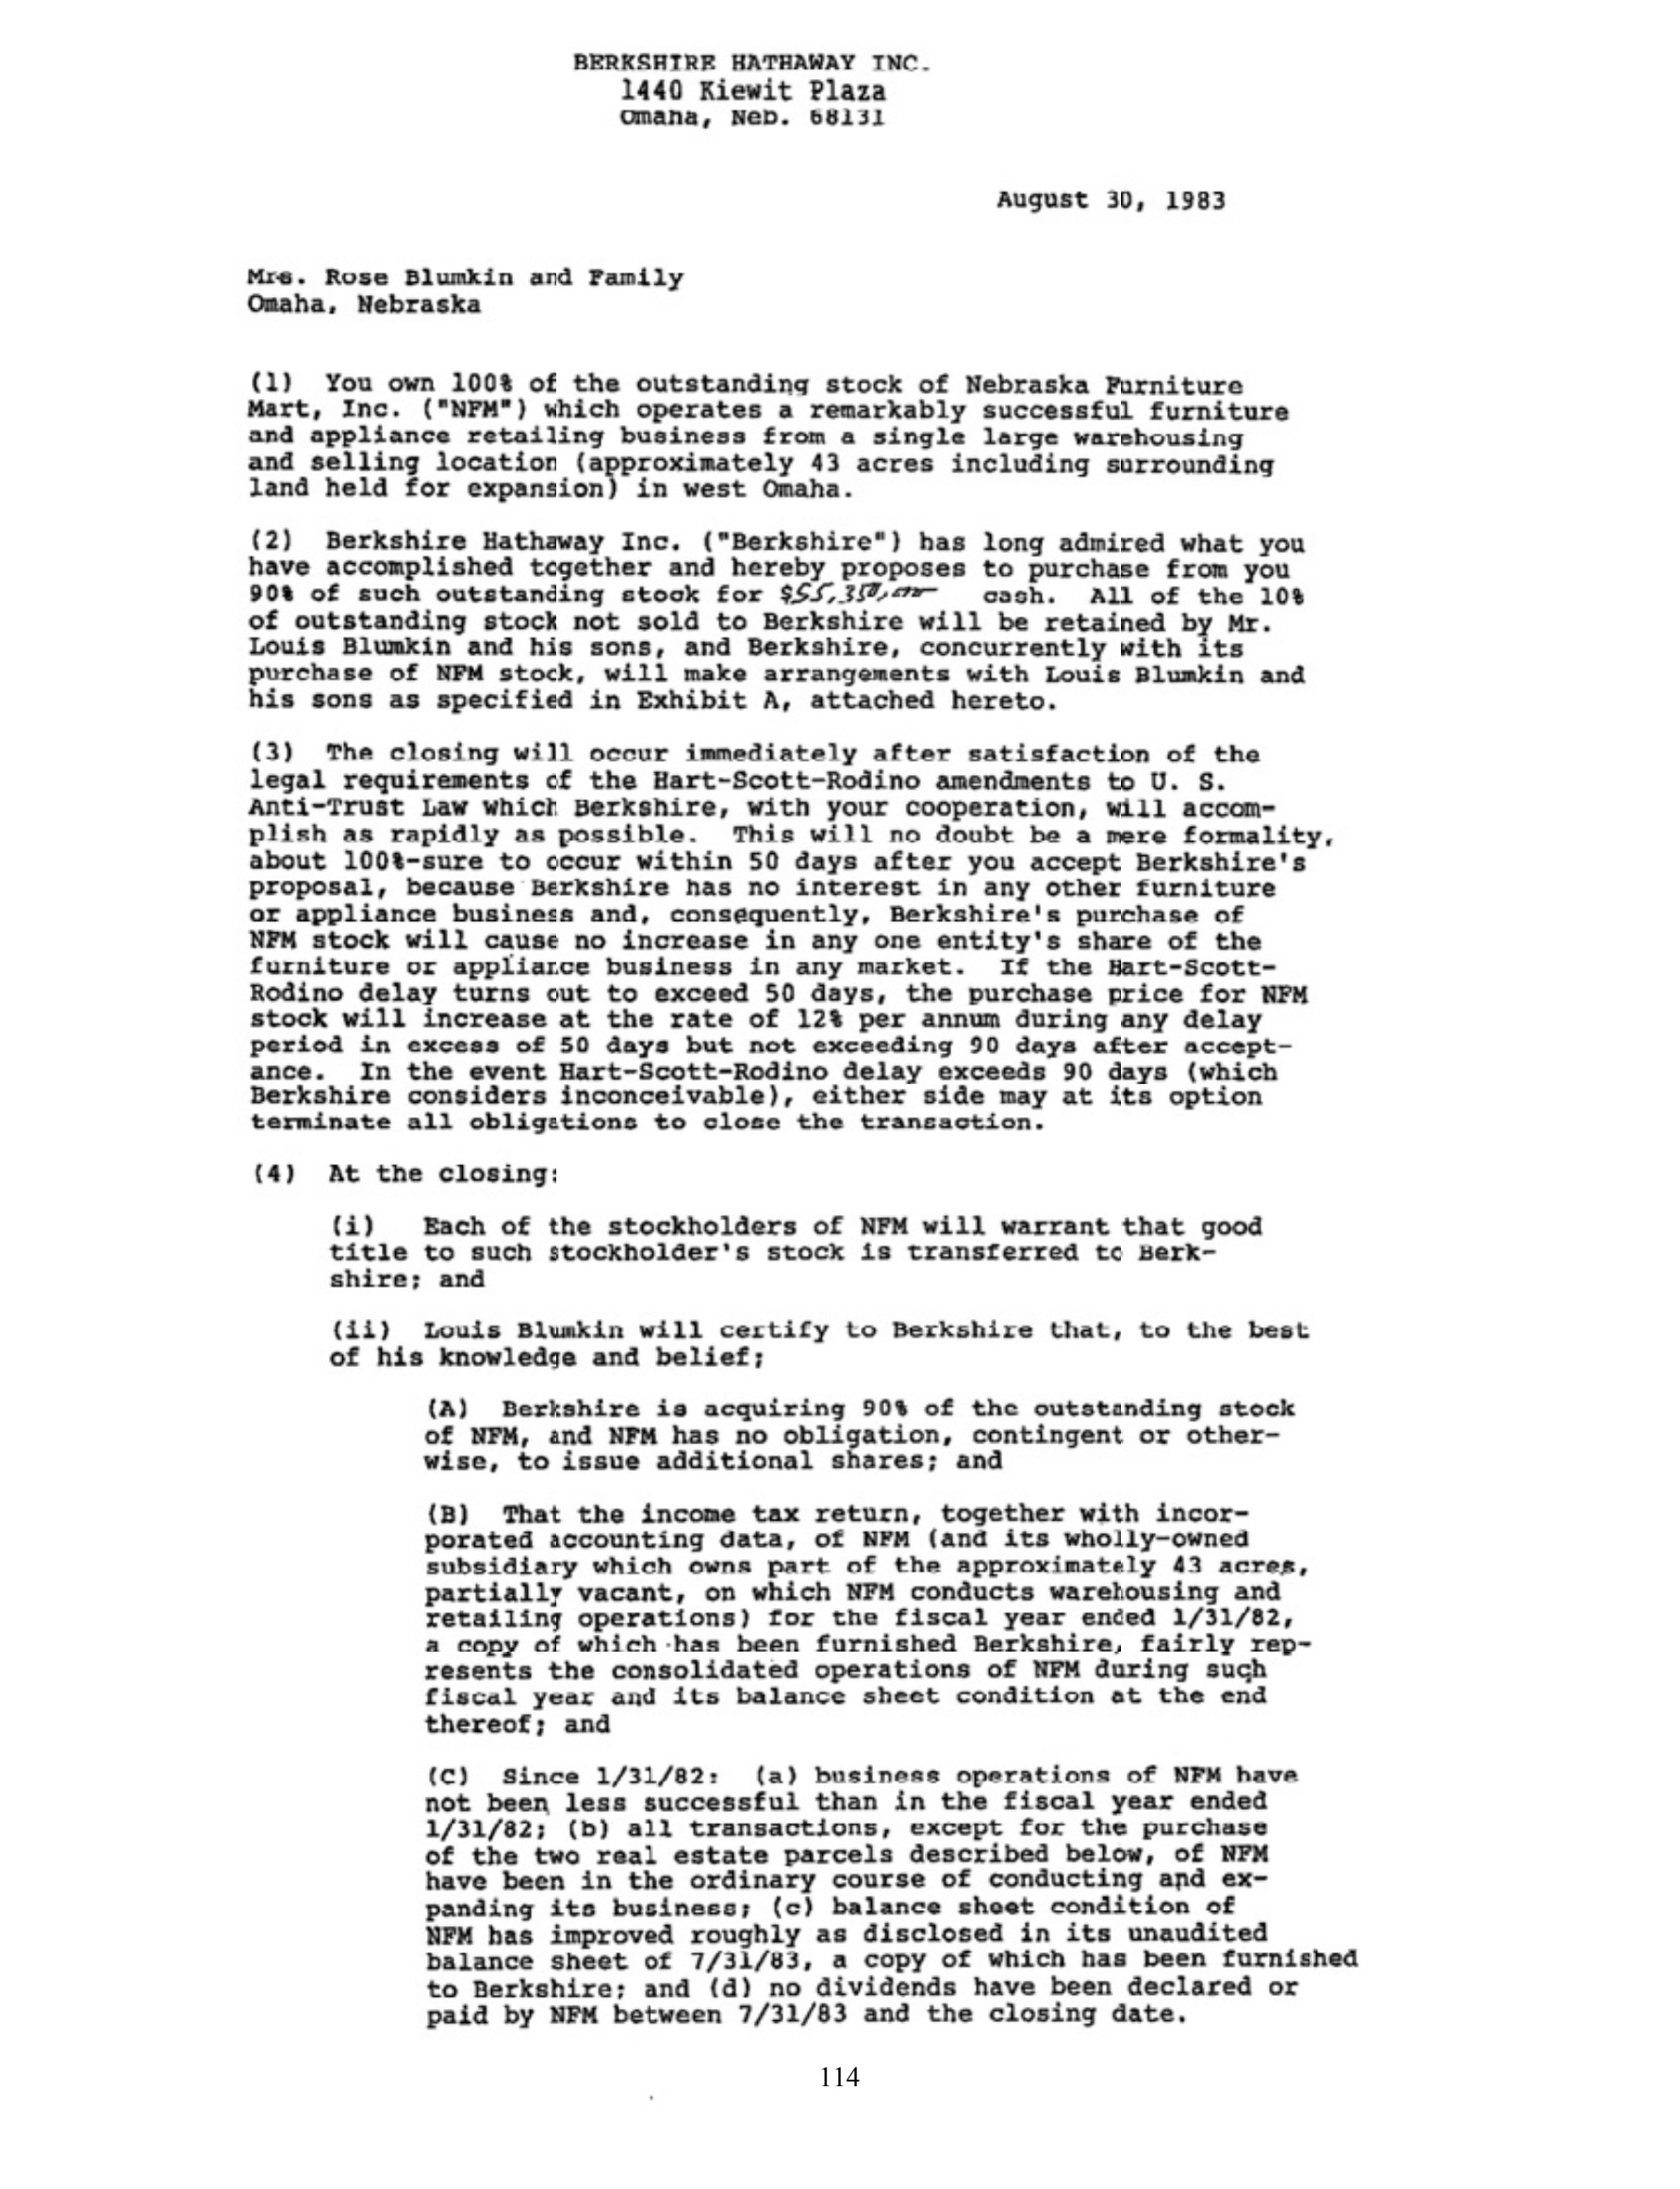 BERKSHIRE HATHAWAY INC.
1440 Kiewit Plaza
Omaha, Neb. 68131
August 30, 1983
Mrs. Rose Blumkin and Family
Omaha, Nebraska
(1) You own 100% of the outstanding stock of Nebraska Furniture
Mart, Inc. ("NFM") which operates a remarkably successful furniture
and appliance retailing business from a single large warehousing
and selling location (approximately 43 acres including surrounding
land held for expansion) in west Omaha.
(2) Berkshire Hathaway Inc. ("Berkshire") has long admired what you
have accomplished together and hereby proposes to purchase from you
90% of such outstanding stock for $55,350,000 cash. All of the 10%
of outstanding stock not sold to Berkshire will be retained by Mr.
Louis Blumkin and his sons, and Berkshire, concurrently with its
purchase of NFM stock, will make arrangements with Louis Blumkin and
his sons as specified in Exhibit A, attached hereto.
(3) The closing will occur immediately after satisfaction of the
legal requirements of the Hart-Scott-Rodino amendments to U. S.
Anti-Trust Law which Berkshire, with your cooperation, will accom-
plish as rapidly as possible. This will no doubt be a mere formality,
about 100%-sure to occur within 50 days after you accept Berkshire's
proposal, because Berkshire has no interest in any other furniture
or appliance business and, consequently, Berkshire's purchase of
NFM stock will cause no increase in any one entity's share of the
furniture or appliance business in any market. If the Hart-Scott-
Rodino delay turns out to exceed 50 days, the purchase price for NFM
stock will increase at the rate of 12% per annum during any delay
period in excess of 50 days but not exceeding 90 days after accept-
ance. In the event Hart-Scott-Rodino delay exceeds 90 days (which
Berkshire considers inconceivable), either side may at its option
terminate all obligations to close the transaction.
(4) At the closing:
(i) Each of the stockholders of NFM will warrant that good
title to such stockholder's stock is transferred to Berk-
shire; and
(ii) Louis Blumkin will certify to Berkshire that, to the best
of his knowledge and belief;
(A) Berkshire is acquiring 90% of the outstanding stock
of NFM, and NFM has no obligation, contingent or other-
wise, to issue additional shares; and
(B) That the income tax return, together with incor-
porated accounting data, of NFM (and its wholly-owned
subsidiary which owns part of the approximately 43 acres,
partially vacant, on which NFM conducts warehousing and
retailing operations) for the fiscal year ended 1/31/82,
a copy of which has been furnished Berkshire, fairly rep-
resents the consolidated operations of NFM during such
fiscal year and its balance sheet condition at the end
thereof; and
(C) Since 1/31/82: (a) business operations of NFM have
not been less successful than in the fiscal year ended
1/31/82; (b) all transactions, except for the purchase
of the two real estate parcels described below, of NFM
have been in the ordinary course of conducting and ex-
panding its business; (c) balance sheet condition of
NFM has improved roughly as disclosed in its unaudited
balance sheet of 7/31/83, a copy of which has been furnished
to Berkshire; and (d) no dividends have been declared or
paid by NFM between 7/31/83 and the closing date.
114